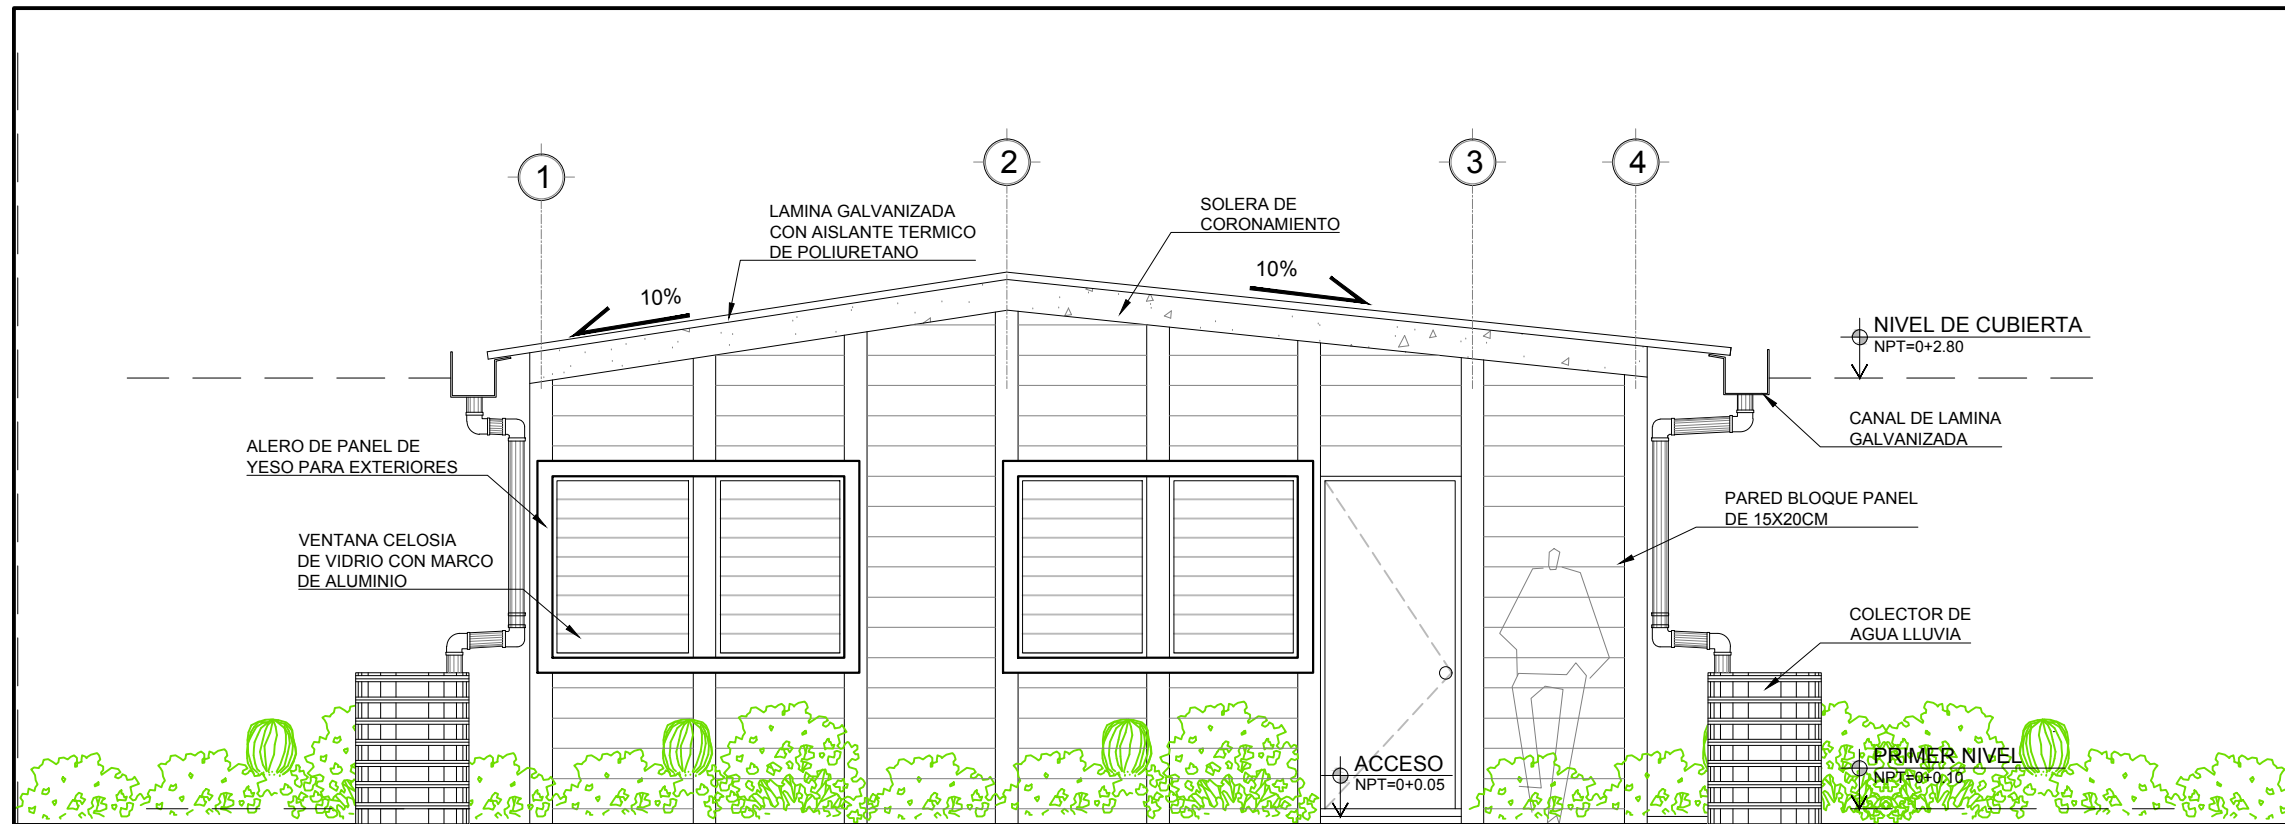 1
2
3
4
LAMINA GALVANIZADA
CON AISLANTE TERMICO
DE POLIURETANO
SOLERA DE
CORONAMIENTO
10%
10%
NIVEL DE CUBIERTA
NPT=0+2.80
ALERO DE PANEL DE
YESO PARA EXTERIORES
CANAL DE LAMINA
GALVANIZADA
VENTANA CELOSIA
DE VIDRIO CON MARCO
DE ALUMINIO
PARED BLOQUE PANEL
DE 15X20CM
COLECTOR DE
AGUA LLUVIA
ACCESO
NPT=0+0.05
PRIMER NIVEL
NPT=0+0.10